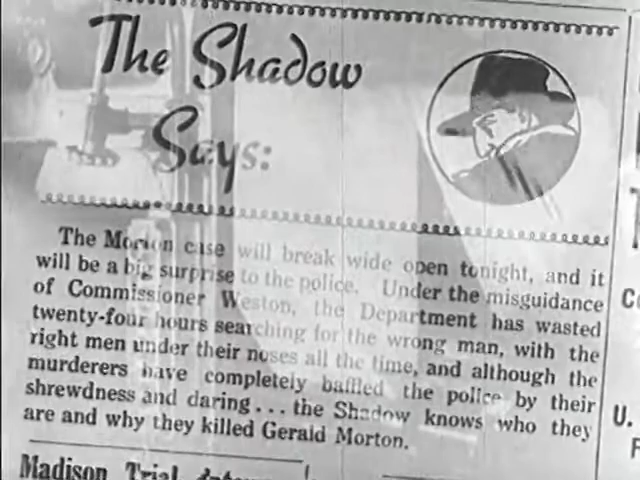 The Shadow
Says:
The Morton case will break wide open tonight, and it
will be a big surprise to the police. Under the misguidance
of Commissioner Weston, the Department has wasted
twenty-four hours searching for the wrong man, with the
right men under their noses all the time, and although the
murderers have completely baffled the police by their
shrewdness and daring... the Shadow knows who they
are and why they killed Gerald Morton.
Madison Trial
U.